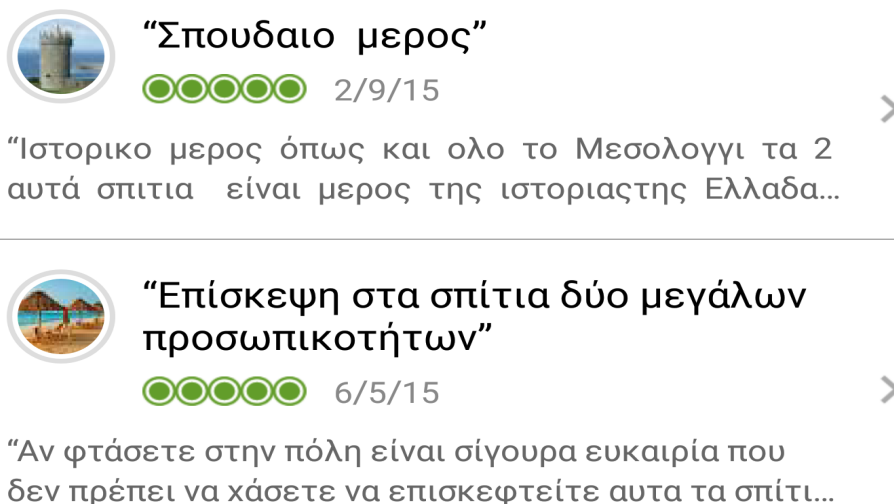 “Σπουδαιο μερος”
2/9/15
“Ιστορικο μερος όπως και ολο το Μεσολογγι τα 2
αυτά σπιτια είναι μερος της ιστοριαςτης Ελλαδα...
“Επίσκεψη στα σπίτια δύο μεγάλων
προσωπικοτήτων”
6/5/15
“Αν φτάσετε στην πόλη είναι σίγουρα ευκαιρία που
δεν πρέπει να χάσετε να επισκεφτείτε αυτα τα σπίτι...